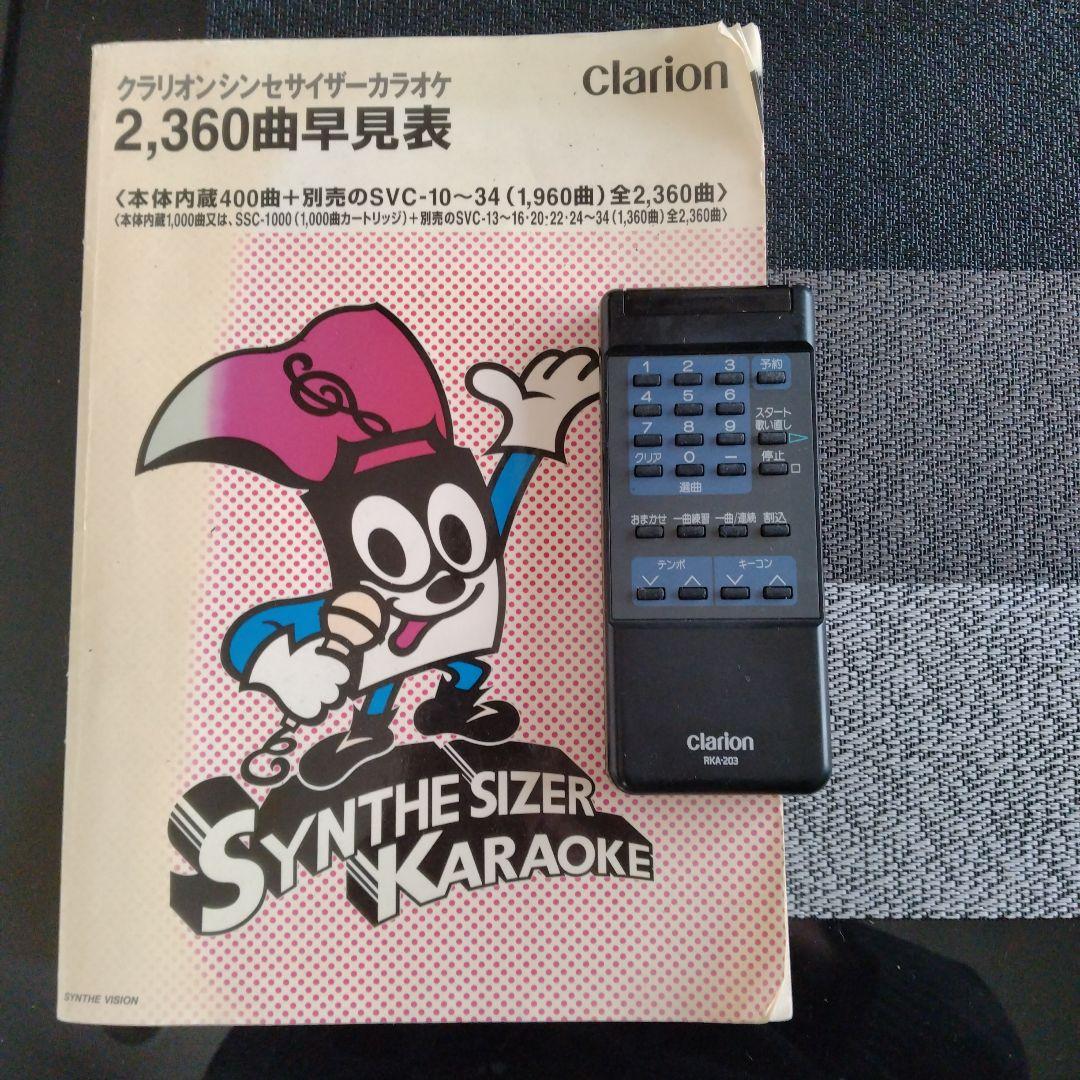 クラリオンシンセサイザーカラオケ
clarion
2,360曲早見表
〈本体内蔵400曲＋別売のSVC-10～34（1,960曲）全2,360曲〉
〈本体内蔵1,000曲又は、SSC-1000（1,000曲カートリッジ）＋別売のSVC-13～16・20・22・24～34（1,360曲）全2,360曲〉
SYNTHE SIZER
KARAOKE
SYNTHE VISION
1 2 3 予約
4 5 6
スタート
歌い直し
7 8 9
クリア 0 － 停止
選曲
おまかせ 一曲練習 一曲/連続 割込
テンポ キーコン
clarion
RKA-203